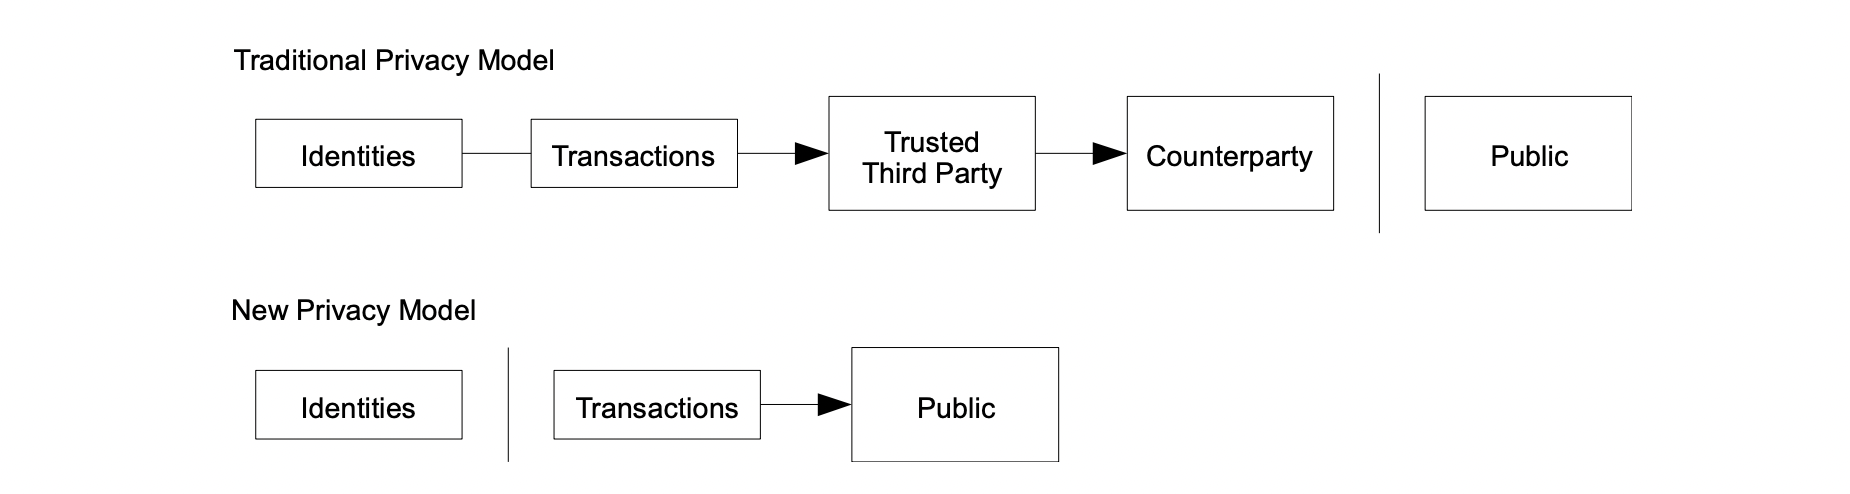 Traditional Privacy Model
Identities
Transactions
Trusted
Third Party
Counterparty
Public
New Privacy Model
Identities
Transactions
Public